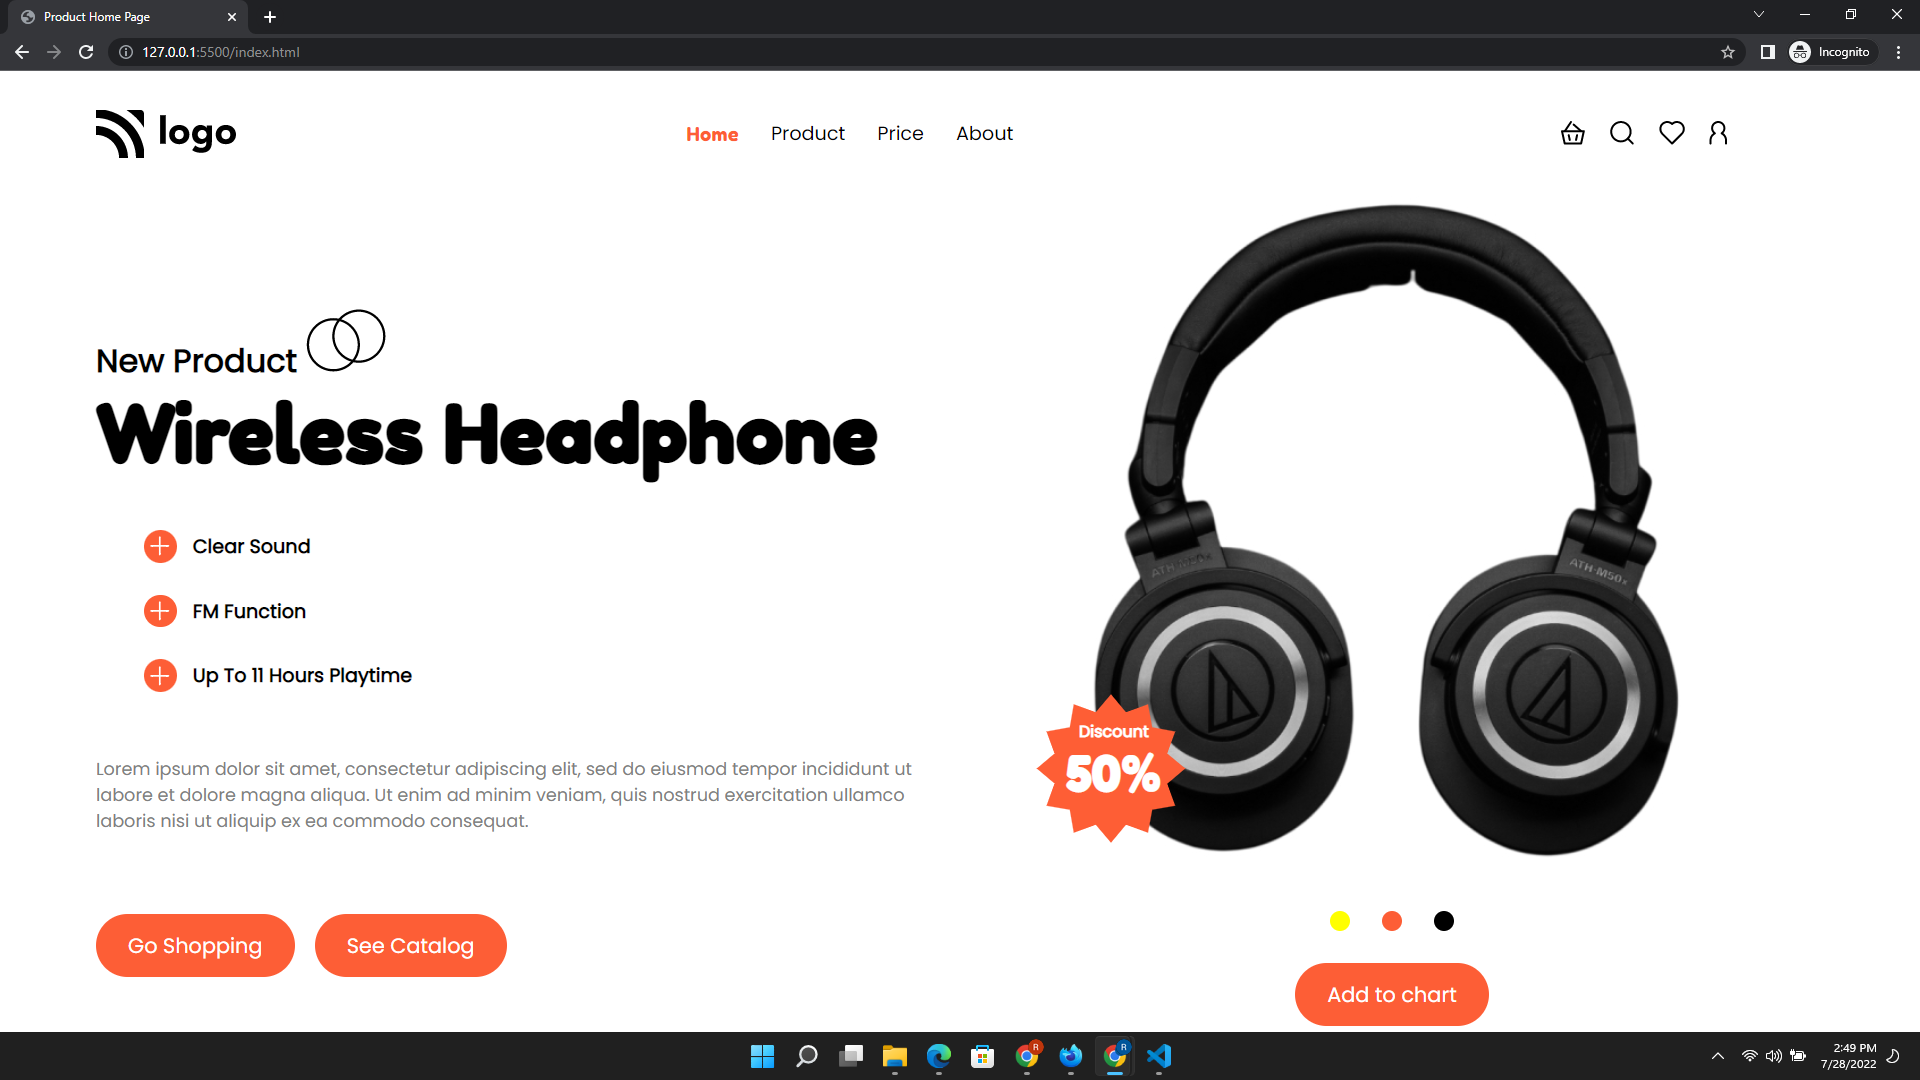 Product Home Page
127.0.0.1:5500/index.html
Incognito
logo
Home Product Price About
New Product
Wireless Headphone
Clear Sound
FM Function
Up To 11 Hours Playtime
Lorem ipsum dolor sit amet, consectetur adipiscing elit, sed do eiusmod tempor incididunt ut
labore et dolore magna aliqua. Ut enim ad minim veniam, quis nostrud exercitation ullamco
laboris nisi ut aliquip ex ea commodo consequat.
Go Shopping
See Catalog
ATH-M50x
ATH-M50x
Discount
50%
Add to chart
R
R
2:49 PM
7/28/2022